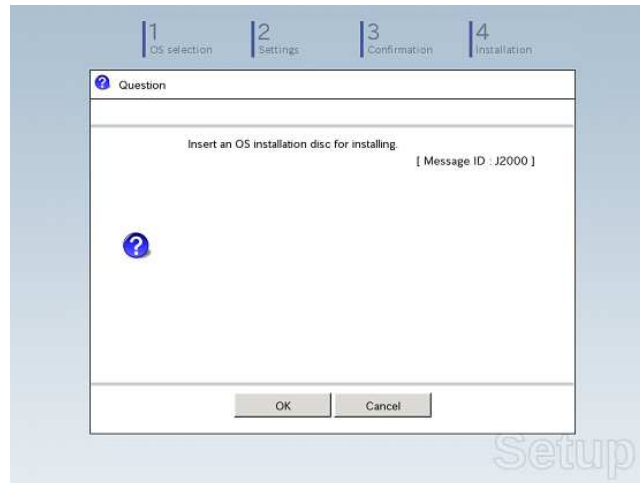 1
OS selection
2
Settings
3
Confirmation
4
Installation
Question
Insert an OS installation disc for installing.
[ Message ID : J2000 ]
OK
Cancel
Setup